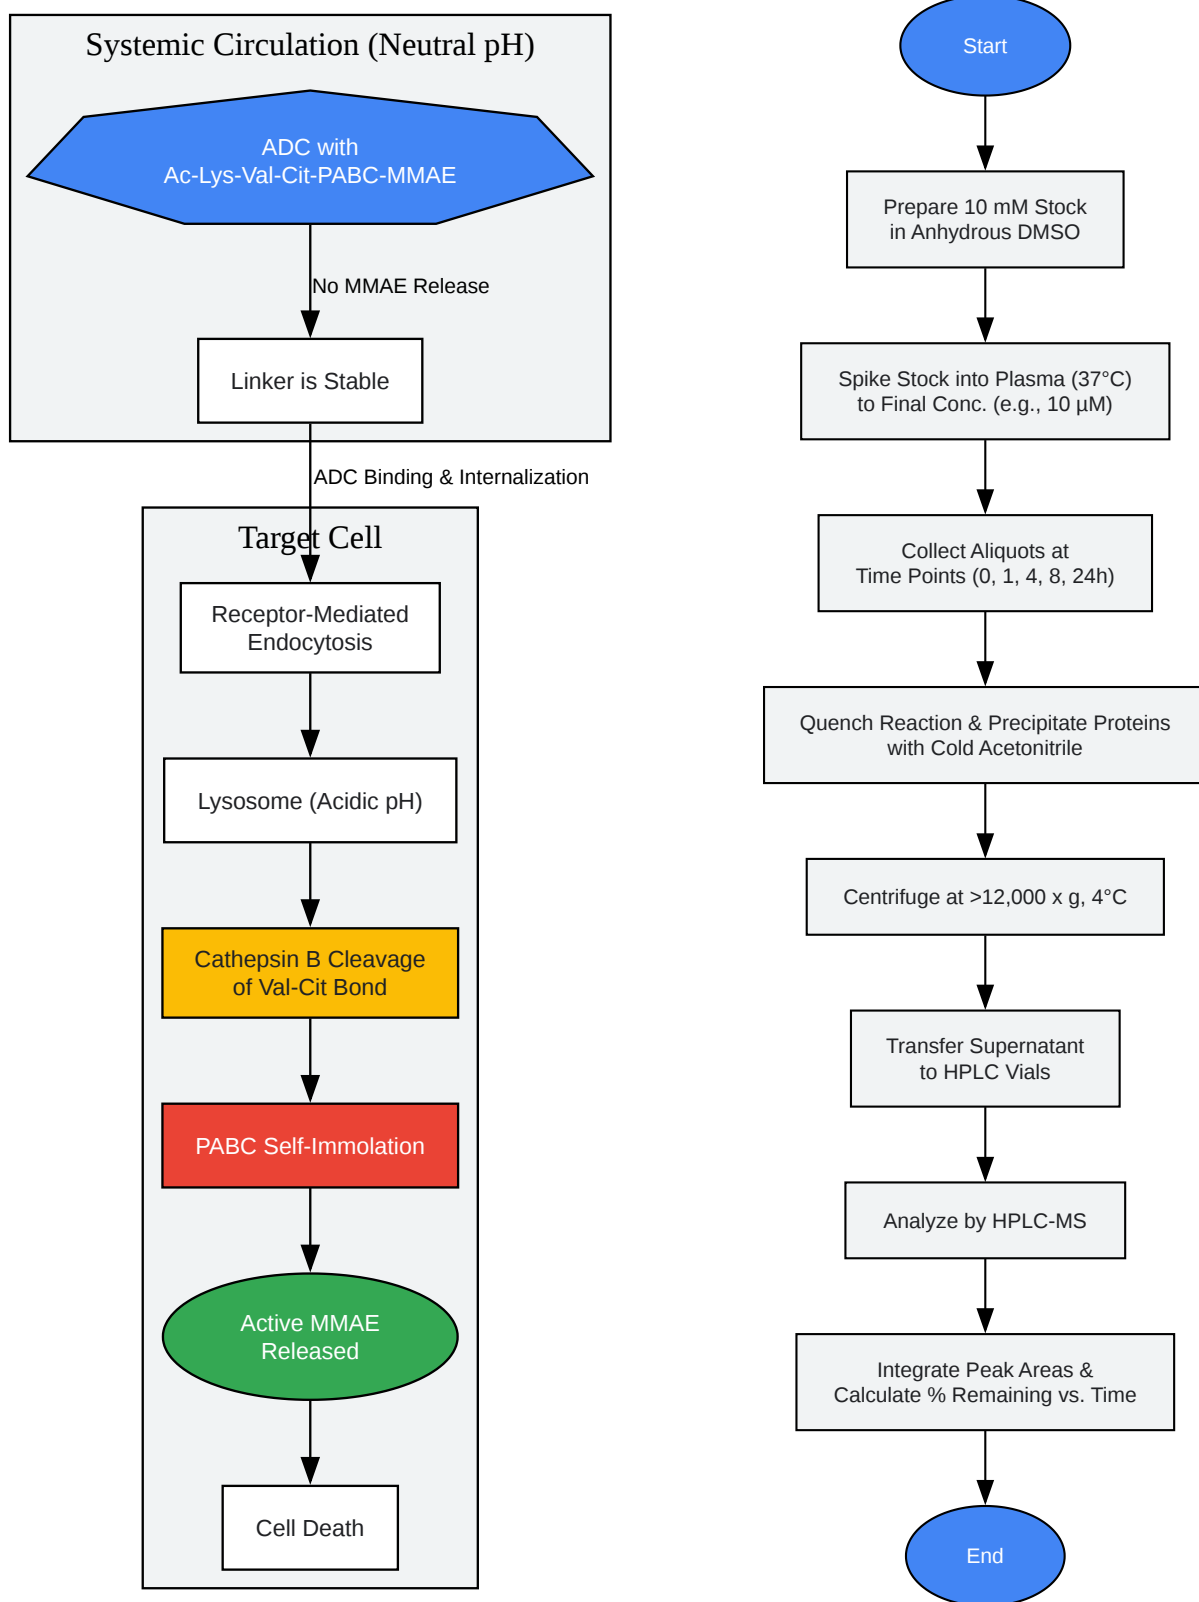 Systemic Circulation (Neutral pH)
ADC with
Ac-Lys-Val-Cit-PABC-MMAE
No MMAE Release
Linker is Stable
ADC Binding & Internalization
Target Cell
Receptor-Mediated
Endocytosis
Lysosome (Acidic pH)
Cathepsin B Cleavage
of Val-Cit Bond
PABC Self-Immolation
Active MMAE
Released
Cell Death
Start
Prepare 10 mM Stock
in Anhydrous DMSO
Spike Stock into Plasma (37°C)
to Final Conc. (e.g., 10 µM)
Collect Aliquots at
Time Points (0, 1, 4, 8, 24h)
Quench Reaction & Precipitate Proteins
with Cold Acetonitrile
Centrifuge at >12,000 x g, 4°C
Transfer Supernatant
to HPLC Vials
Analyze by HPLC-MS
Integrate Peak Areas &
Calculate % Remaining vs. Time
End